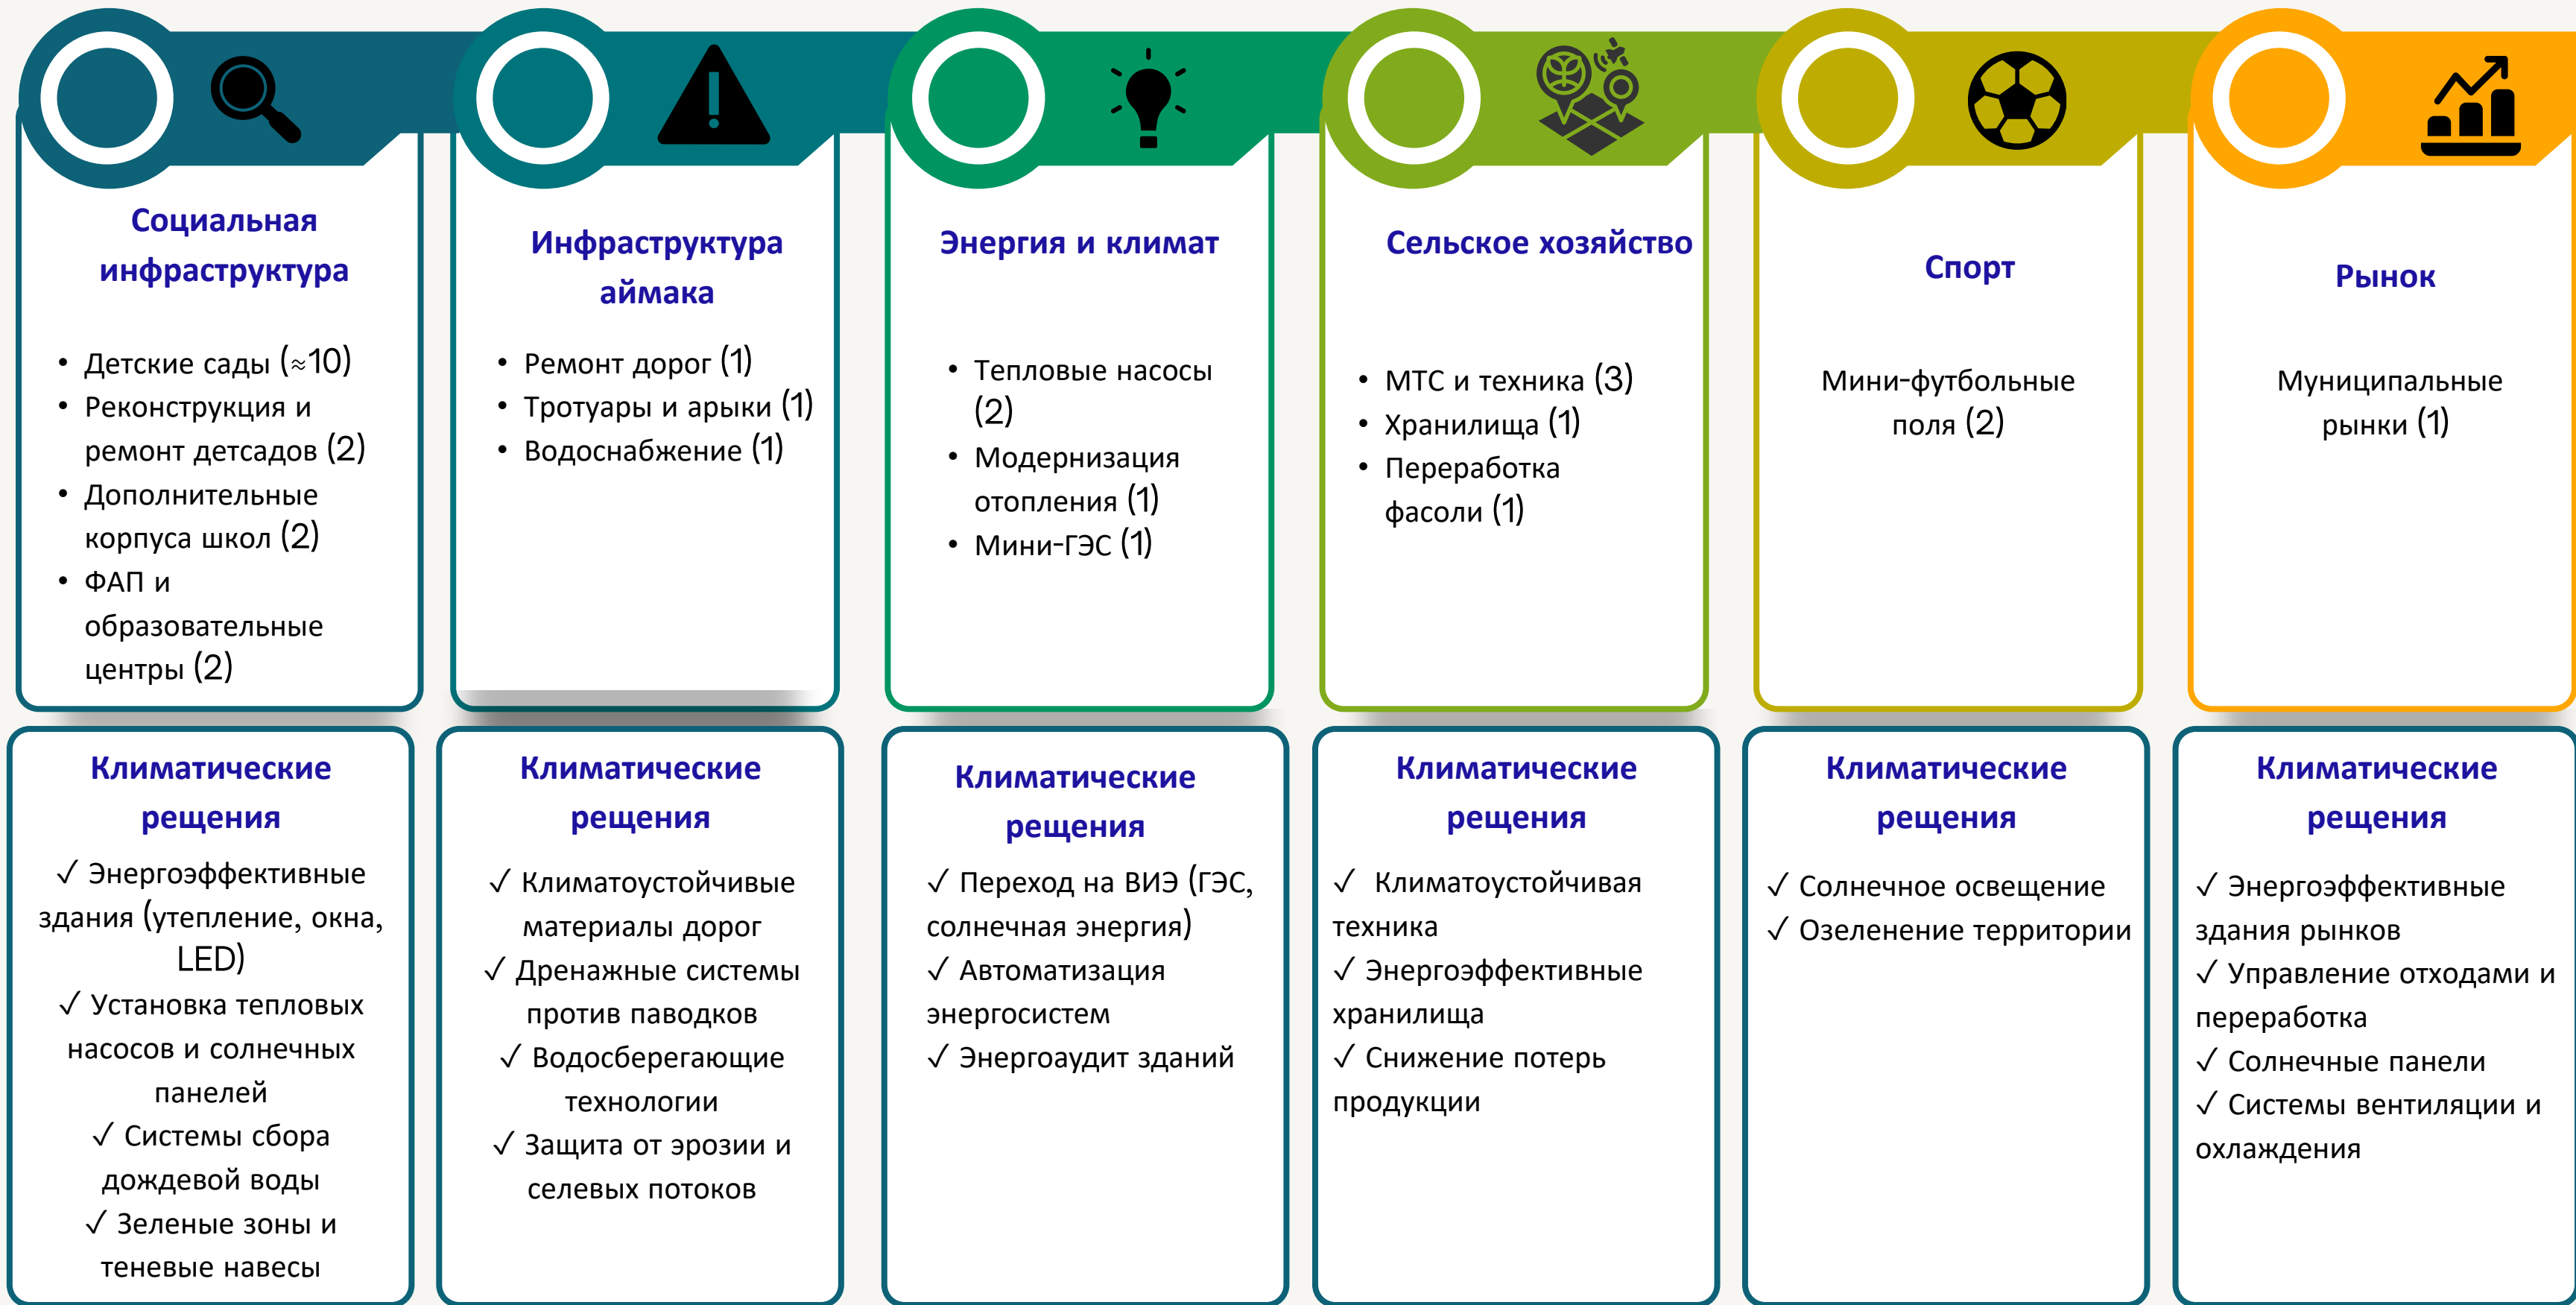 Социальная
инфраструктура
• Детские сады (≈10)
• Реконструкция и
ремонт детсадов (2)
• Дополнительные
корпуса школ (2)
• ФАП и
образовательные
центры (2)
Инфраструктура
аймака
• Ремонт дорог (1)
• Тротуары и арыки (1)
• Водоснабжение (1)
Энергия и климат
• Тепловые насосы
(2)
• Модернизация
отопления (1)
• Мини-ГЭС (1)
Сельское хозяйство
• МТС и техника (3)
• Хранилища (1)
• Переработка
фасоли (1)
Спорт
Мини-футбольные
поля (2)
Рынок
Муниципальные
рынки (1)
Климатические
рещения
✓ Энергоэффективные
здания (утепление, окна,
LED)
✓ Установка тепловых
насосов и солнечных
панелей
✓ Системы сбора
дождевой воды
✓ Зеленые зоны и
теневые навесы
Климатические
рещения
✓ Климатоустойчивые
материалы дорог
✓ Дренажные системы
против паводков
✓ Водосберегающие
технологии
✓ Защита от эрозии и
селевых потоков
Климатические
рещения
✓ Переход на ВИЭ (ГЭС,
солнечная энергия)
✓ Автоматизация
энергосистем
✓ Энергоаудит зданий
Климатические
рещения
✓ Климатоустойчивая
техника
✓ Энергоэффективные
хранилища
✓ Снижение потерь
продукции
Климатические
рещения
✓ Солнечное освещение
✓ Озеленение территории
Климатические
рещения
✓ Энергоэффективные
здания рынков
✓ Управление отходами и
переработка
✓ Солнечные панели
✓ Системы вентиляции и
охлаждения